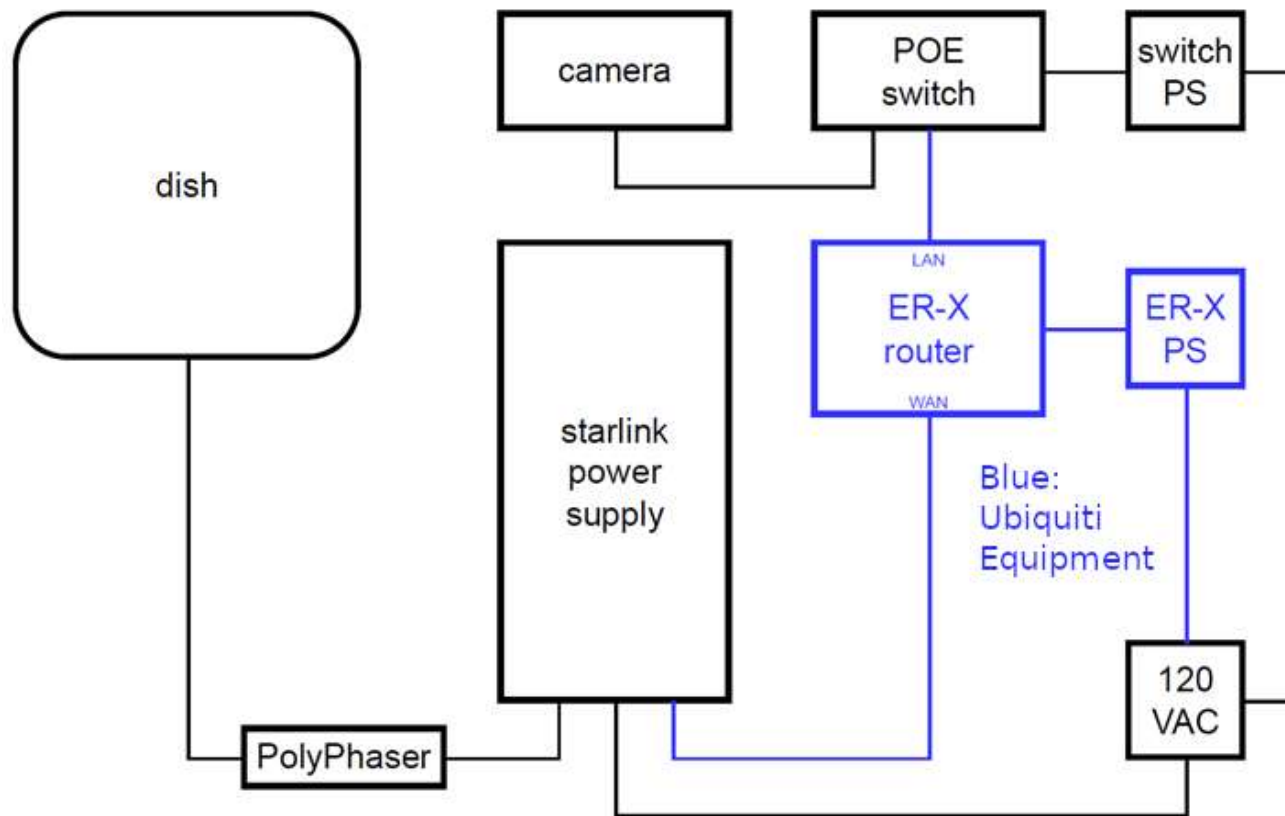 dish
camera
POE
switch
switch
PS
LAN
ER-X
router
WAN
ER-X
PS
starlink
power
supply
Blue:
Ubiquiti
Equipment
120
VAC
PolyPhaser